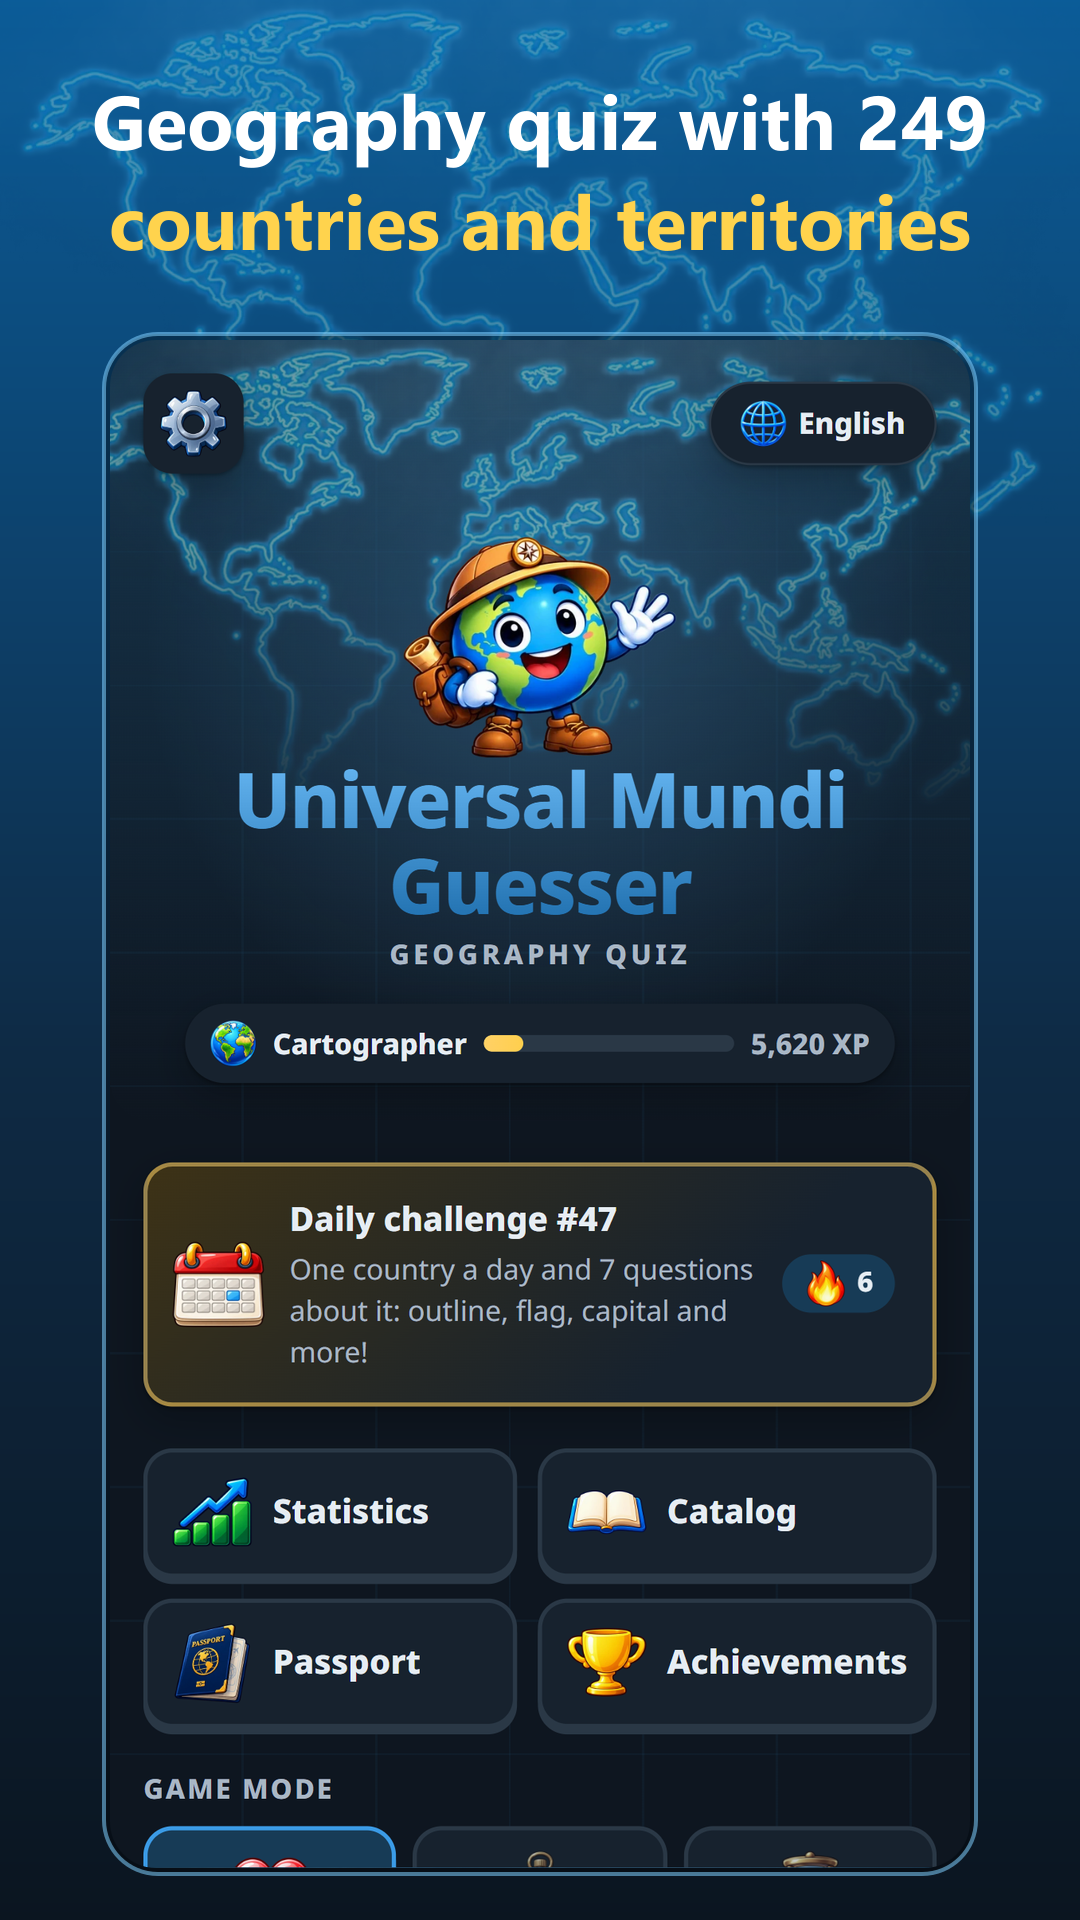 Geography quiz with 249
countries and territories
English
Universal Mundi
Guesser
GEOGRAPHY QUIZ
Cartographer
5,620 XP
Daily challenge #47
One country a day and 7 questions
about it: outline, flag, capital and
more!
6
Statistics
Catalog
PASSPORT
Passport
Achievements
GAME MODE